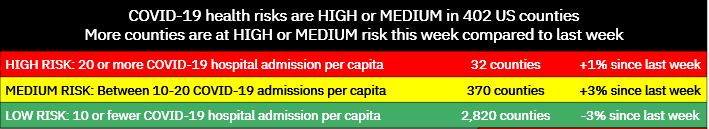 COVID-19 health risks are HIGH or MEDIUM in 402 US counties
More counties are at HIGH or MEDIUM risk this week compared to last week
HIGH RISK: 20 or more COVID-19 hospital admission per capita 32 counties +1% since last week
MEDIUM RISK: Between 10-20 COVID-19 admissions per capita 370 counties +3% since last week
LOW RISK: 10 or fewer COVID-19 hospital admission per capita 2,820 counties -3% since last week